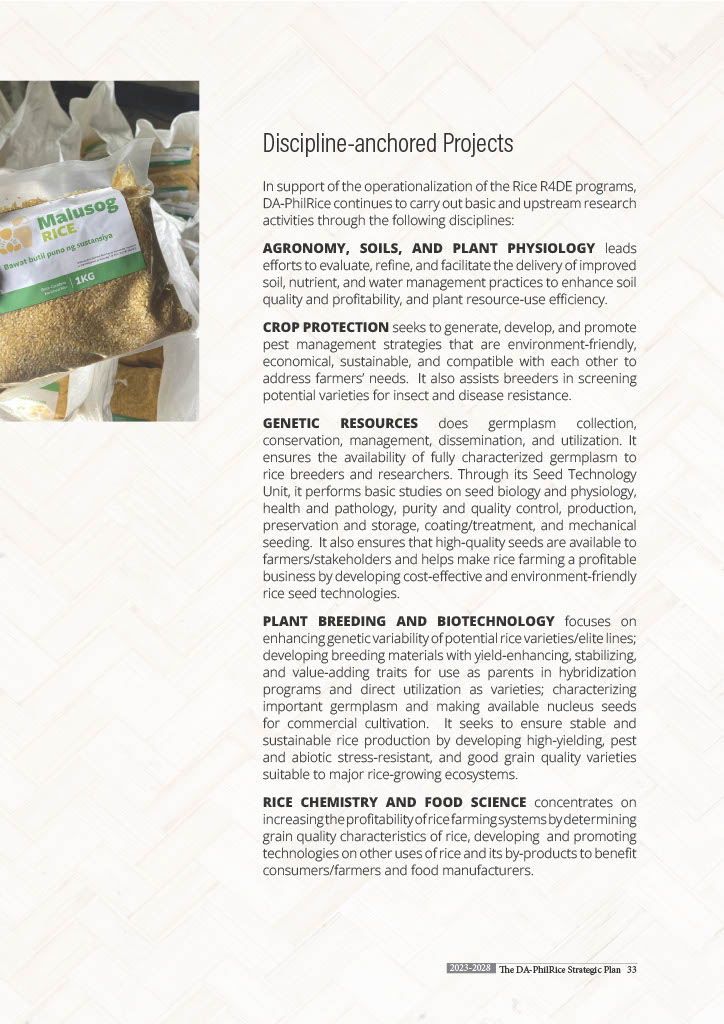 Malusog
RICE
Bawat butil puno ng sustansiya
1KG
Discipline-anchored Projects
In support of the operationalization of the Rice R4DE programs,
DA-PhilRice continues to carry out basic and upstream research
activities through the following disciplines:
AGRONOMY, SOILS, AND PLANT PHYSIOLOGY leads
efforts to evaluate, refine, and facilitate the delivery of improved
soil, nutrient, and water management practices to enhance soil
quality and profitability, and plant resource-use efficiency.
CROP PROTECTION seeks to generate, develop, and promote
pest management strategies that are environment-friendly,
economical, sustainable, and compatible with each other to
address farmers’ needs.  It also assists breeders in screening
potential varieties for insect and disease resistance.
GENETIC RESOURCES does germplasm collection,
conservation, management, dissemination, and utilization. It
ensures the availability of fully characterized germplasm to
rice breeders and researchers. Through its Seed Technology
Unit, it performs basic studies on seed biology and physiology,
health and pathology, purity and quality control, production,
preservation and storage, coating/treatment, and mechanical
seeding.  It also ensures that high-quality seeds are available to
farmers/stakeholders and helps make rice farming a profitable
business by developing cost-effective and environment-friendly
rice seed technologies.
PLANT BREEDING AND BIOTECHNOLOGY focuses on
enhancing genetic variability of potential rice varieties/elite lines;
developing breeding materials with yield-enhancing, stabilizing,
and value-adding traits for use as parents in hybridization
programs and direct utilization as varieties; characterizing
important germplasm and making available nucleus seeds
for commercial cultivation.  It seeks to ensure stable and
sustainable rice production by developing high-yielding, pest
and abiotic stress-resistant, and good grain quality varieties
suitable to major rice-growing ecosystems.
RICE CHEMISTRY AND FOOD SCIENCE concentrates on
increasing the profitability of rice farming systems by determining
grain quality characteristics of rice, developing  and promoting
technologies on other uses of rice and its by-products to benefit
consumers/farmers and food manufacturers.
2023-2028 The DA-PhilRice Strategic Plan 33